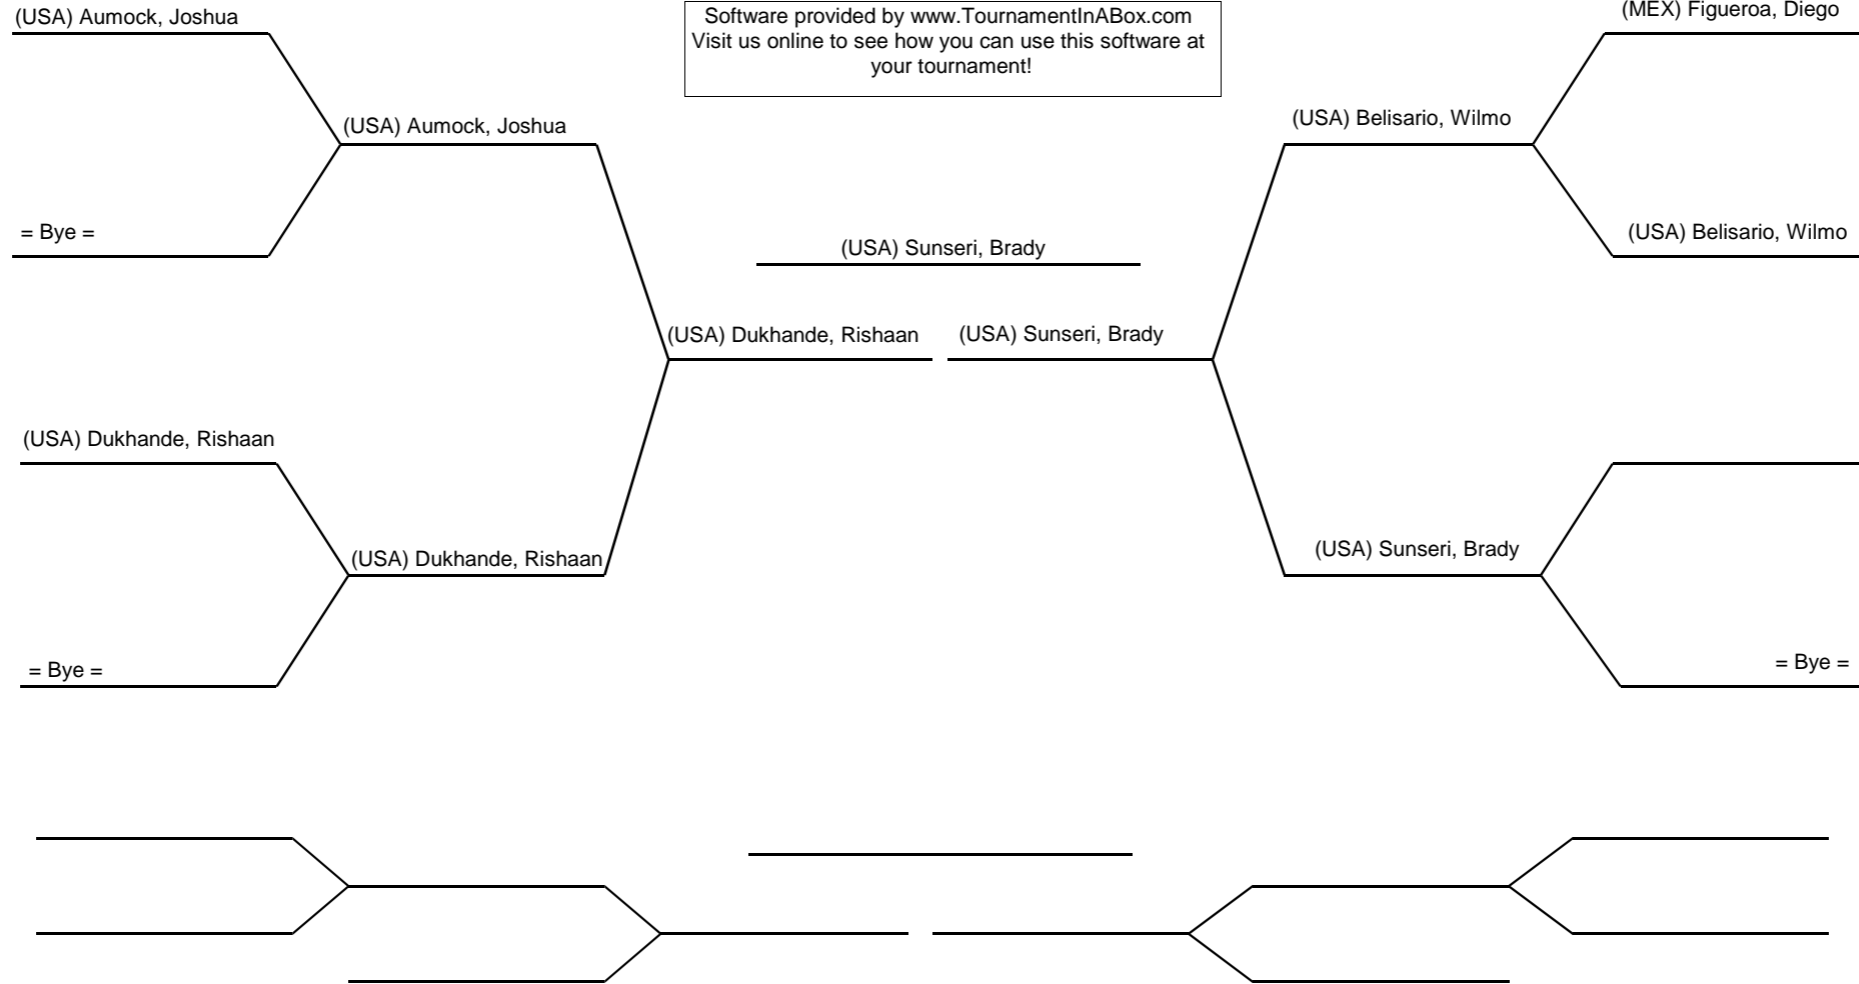 (USA) Aumock, Joshua
Software provided by www.TournamentInABox.com
Visit us online to see how you can use this software at
your tournament!
(MEX) Figueroa, Diego
(USA) Aumock, Joshua
(USA) Belisario, Wilmo
= Bye =
(USA) Sunseri, Brady
(USA) Belisario, Wilmo
(USA) Dukhande, Rishaan
(USA) Sunseri, Brady
(USA) Dukhande, Rishaan
(USA) Dukhande, Rishaan
(USA) Sunseri, Brady
= Bye =
= Bye =